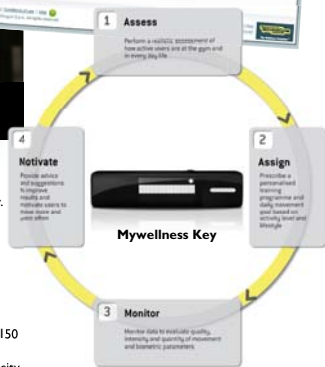 1 Assess
Perform a realistic assessment of
how active users are at the gym and
in every day life
2
Assign
Prescribe a
personalised
training
programme and
daily movement
goal based on
activity level and
lifestyle
4
Motivate
Provide advice
and suggestions
to improve
results and
motivate users to
move more and
more often
Mywellness Key
3 Monitor
Monitor data to evaluate quality,
intensity and quantity of movement
and biometric parameters
150
city